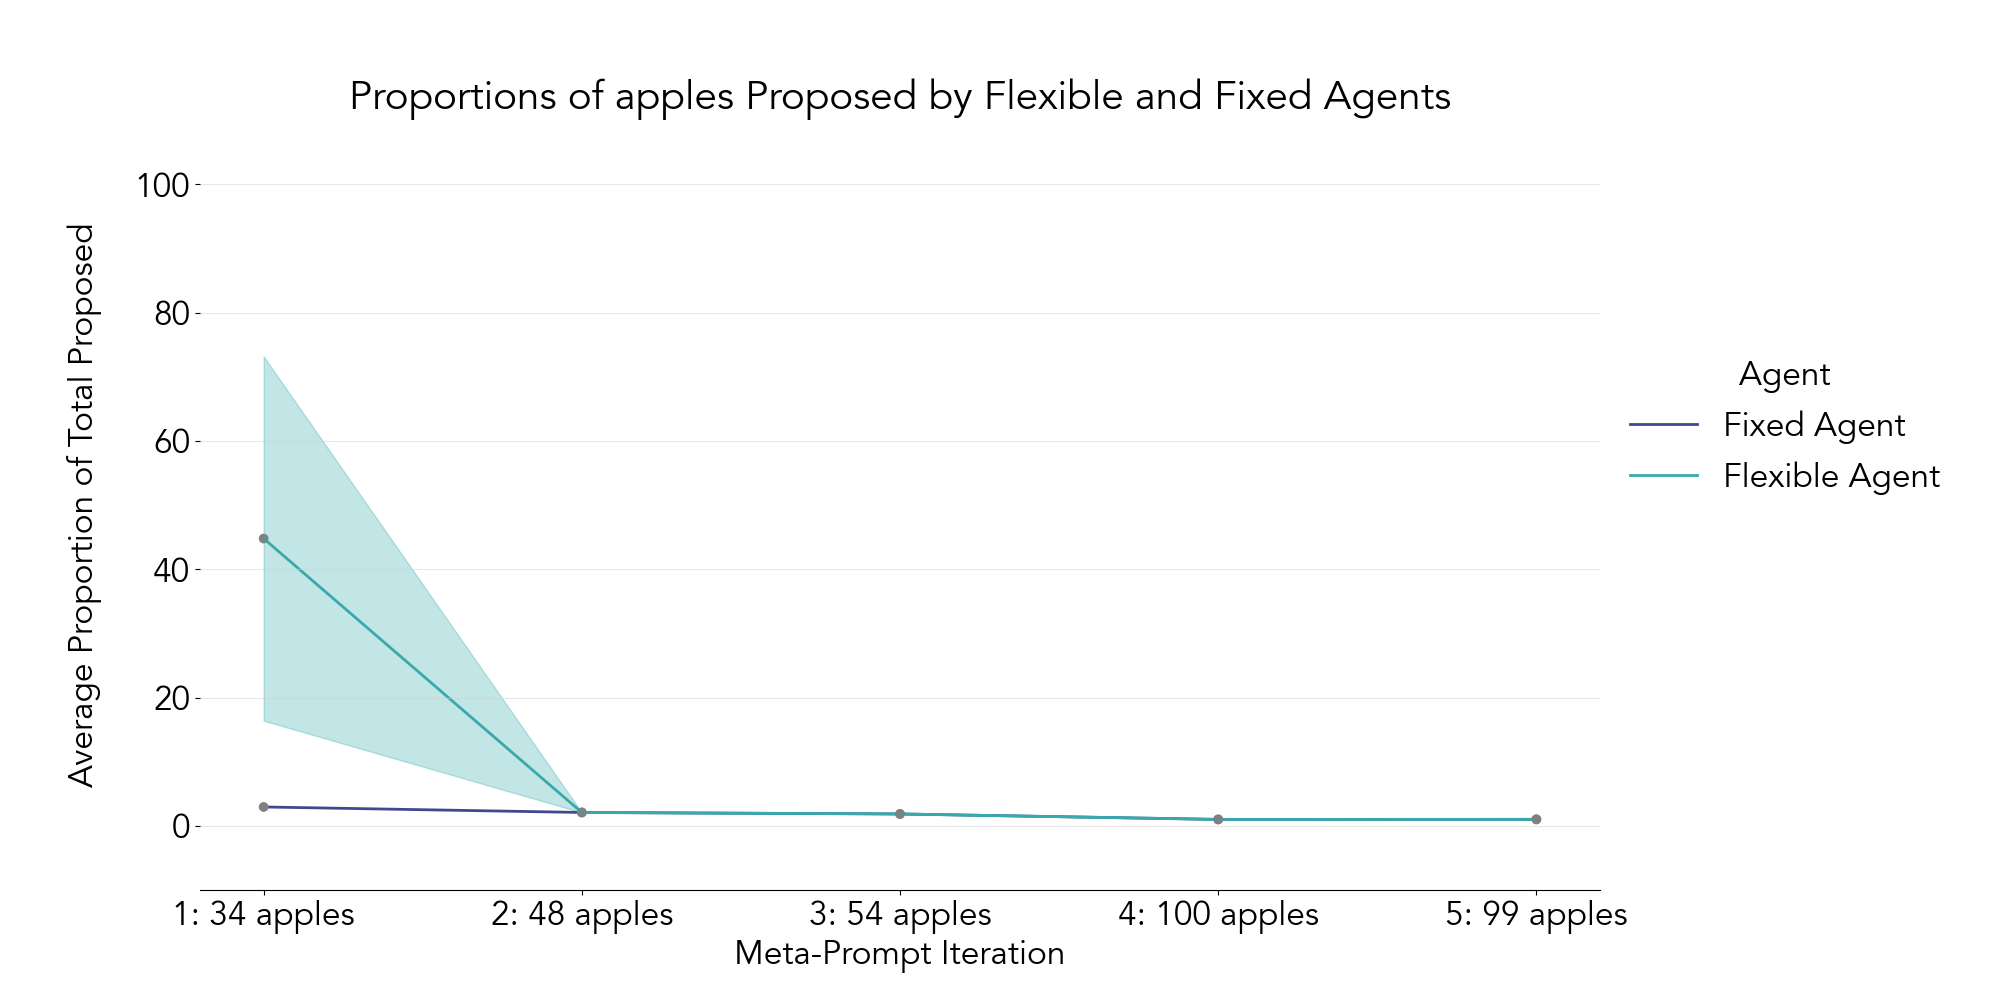 Proportions of apples Proposed by Flexible and Fixed Agents
Average Proportion of Total Proposed
100
80
60
40
20
0
1: 34 apples
2: 48 apples
3: 54 apples
4: 100 apples
5: 99 apples
Meta-Prompt Iteration
Agent
Fixed Agent
Flexible Agent